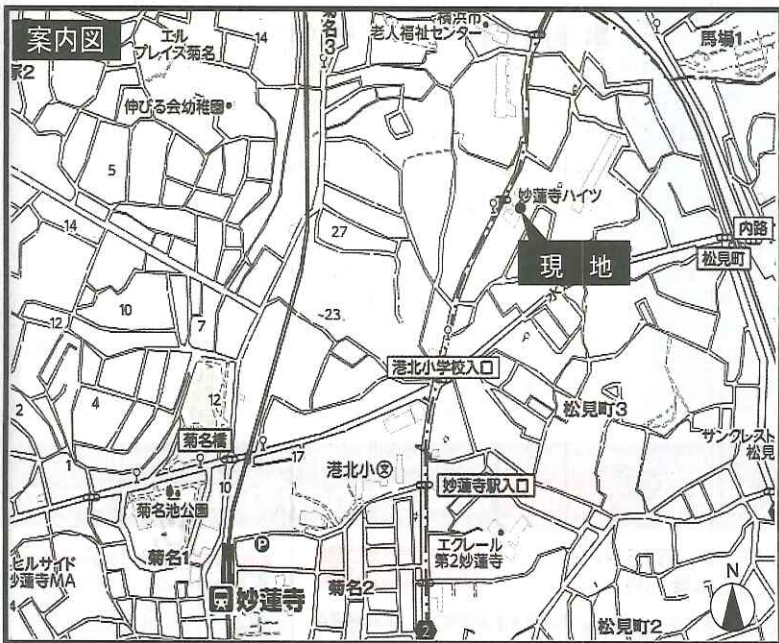 案内図
エル
プレイズ菊名
14
菊名3
横浜市
老人福祉センター
馬場1
家2
伸びる会幼稚園
5
妙蓮寺ハイツ
14
27
内路
松見町
現 地
10
12
7
~23
港北小学校入口
2
4
12
松見町3
菊名橋
サンクレスト
松見
1
17
港北小
文
妙蓮寺駅入口
10
菊名池公園
P
エクレール
第2妙蓮寺
菊名1
ヒルサイド
妙蓮寺MA
N
4
妙蓮寺
菊名2
松見町2
2